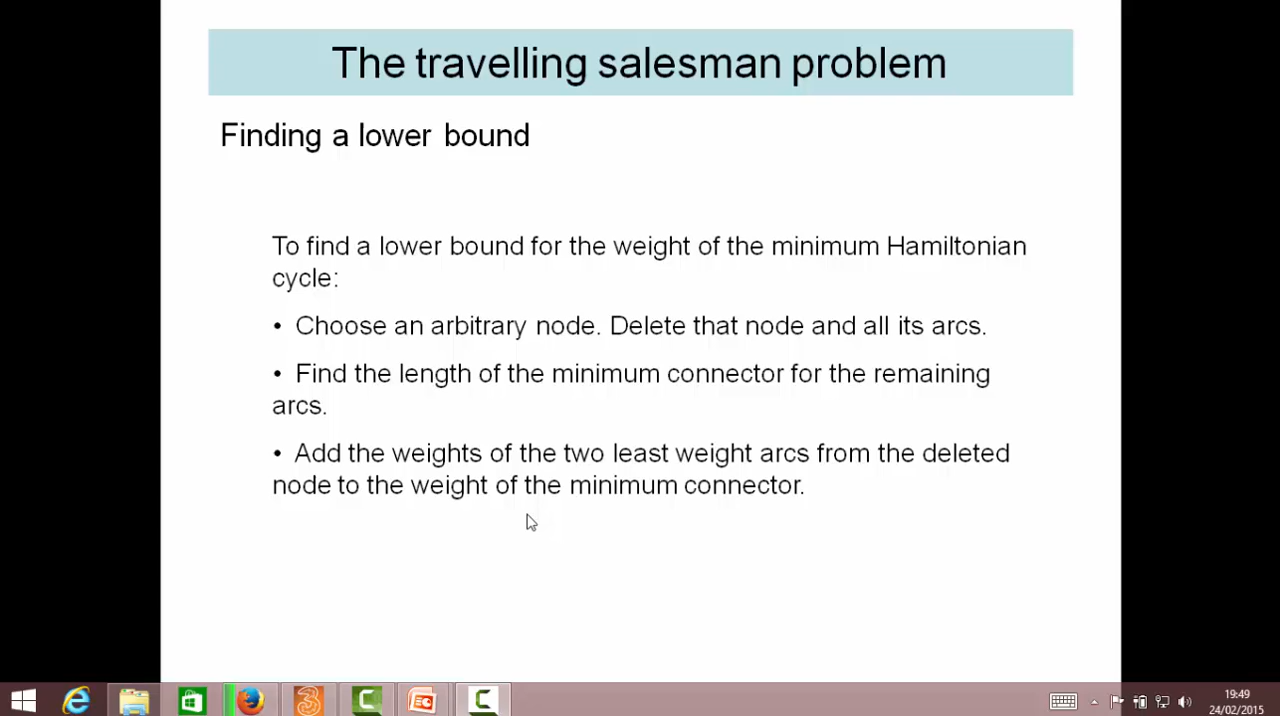 The travelling salesman problem
Finding a lower bound
To find a lower bound for the weight of the minimum Hamiltonian
cycle:
• Choose an arbitrary node. Delete that node and all its arcs.
• Find the length of the minimum connector for the remaining
arcs.
• Add the weights of the two least weight arcs from the deleted
node to the weight of the minimum connector.
19:49
24/02/2015